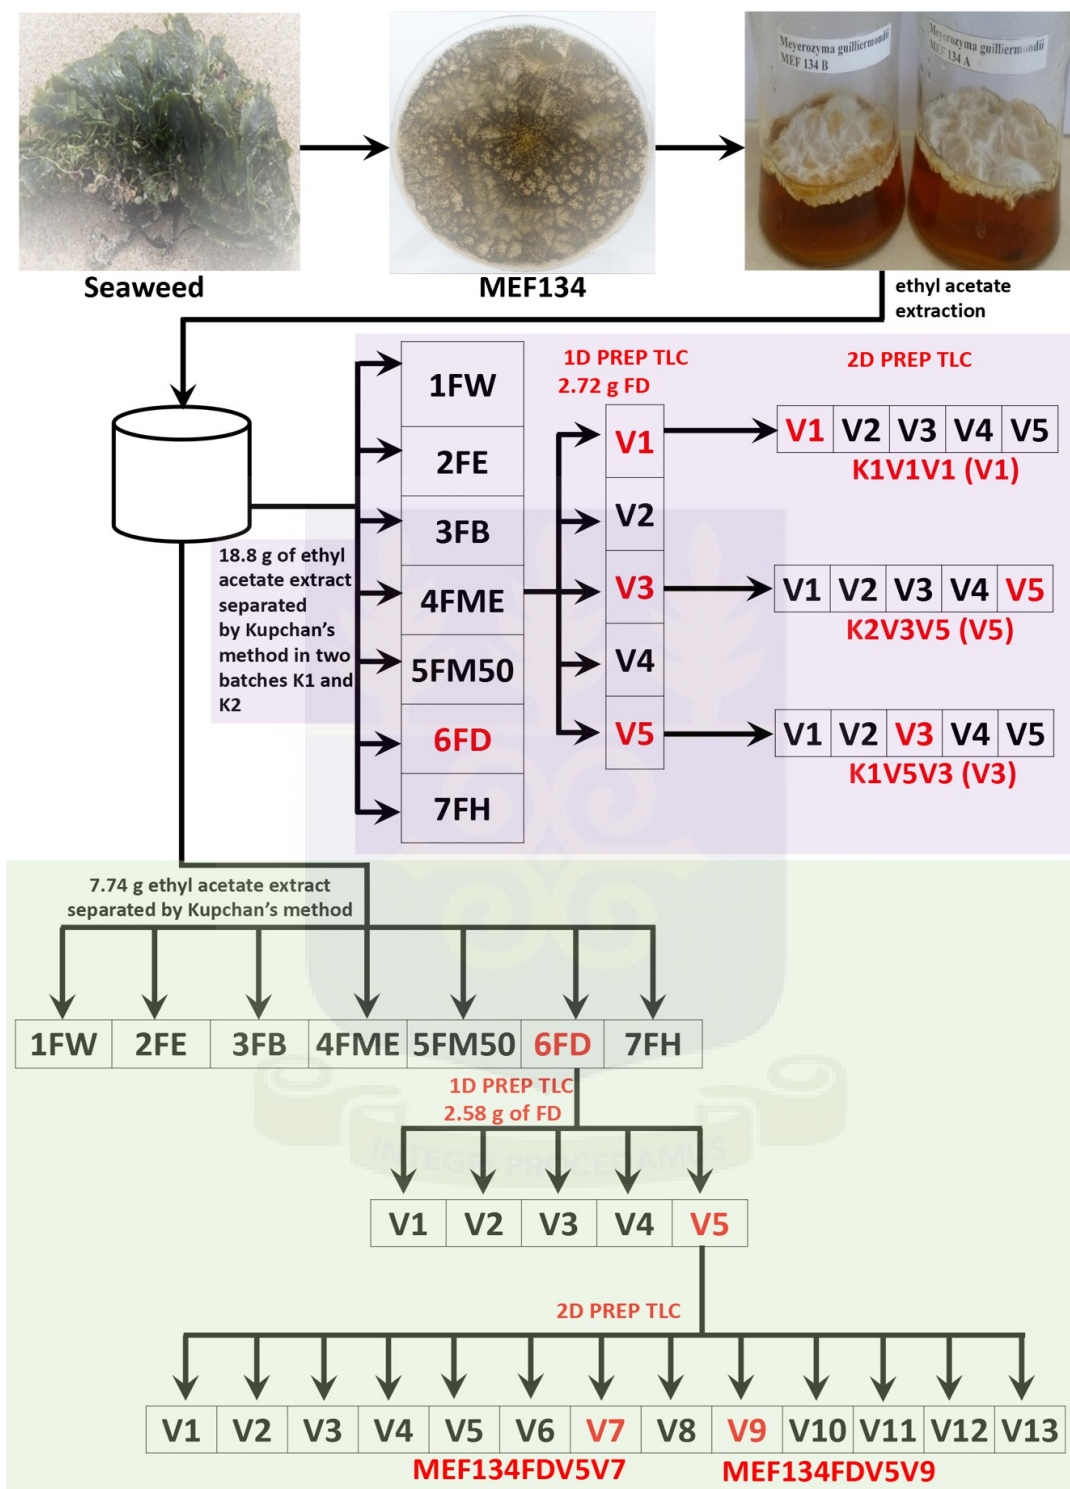 Meyerozyma guilliermondii
MEF 134 B
Meyerozyma guilliermondii
MEF 134 A
Seaweed
MEF134
ethyl acetate
extraction
18.8 g of ethyl
acetate extract
separated
by Kupchan's
method in two
batches K1 and
K2
1FW
2FE
3FB
4FME
5FM50
6FD
7FH
1D PREP TLC
2.72 g FD
V1
V2
V3
V4
V5
2D PREP TLC
V1 V2 V3 V4 V5
K1V1V1 (V1)
V1 V2 V3 V4 V5
K2V3V5 (V5)
V1 V2 V3 V4 V5
K1V5V3 (V3)
7.74 g ethyl acetate extract
separated by Kupchan's method
1FW 2FE 3FB 4FME 5FM50 6FD 7FH
1D PREP TLC
2.58 g of FD
INTEGRI PROCEDAMUS
V1 V2 V3 V4 V5
2D PREP TLC
V1 V2 V3 V4 V5 V6 V7 V8 V9 V10 V11 V12 V13
MEF134FDV5V7 MEF134FDV5V9